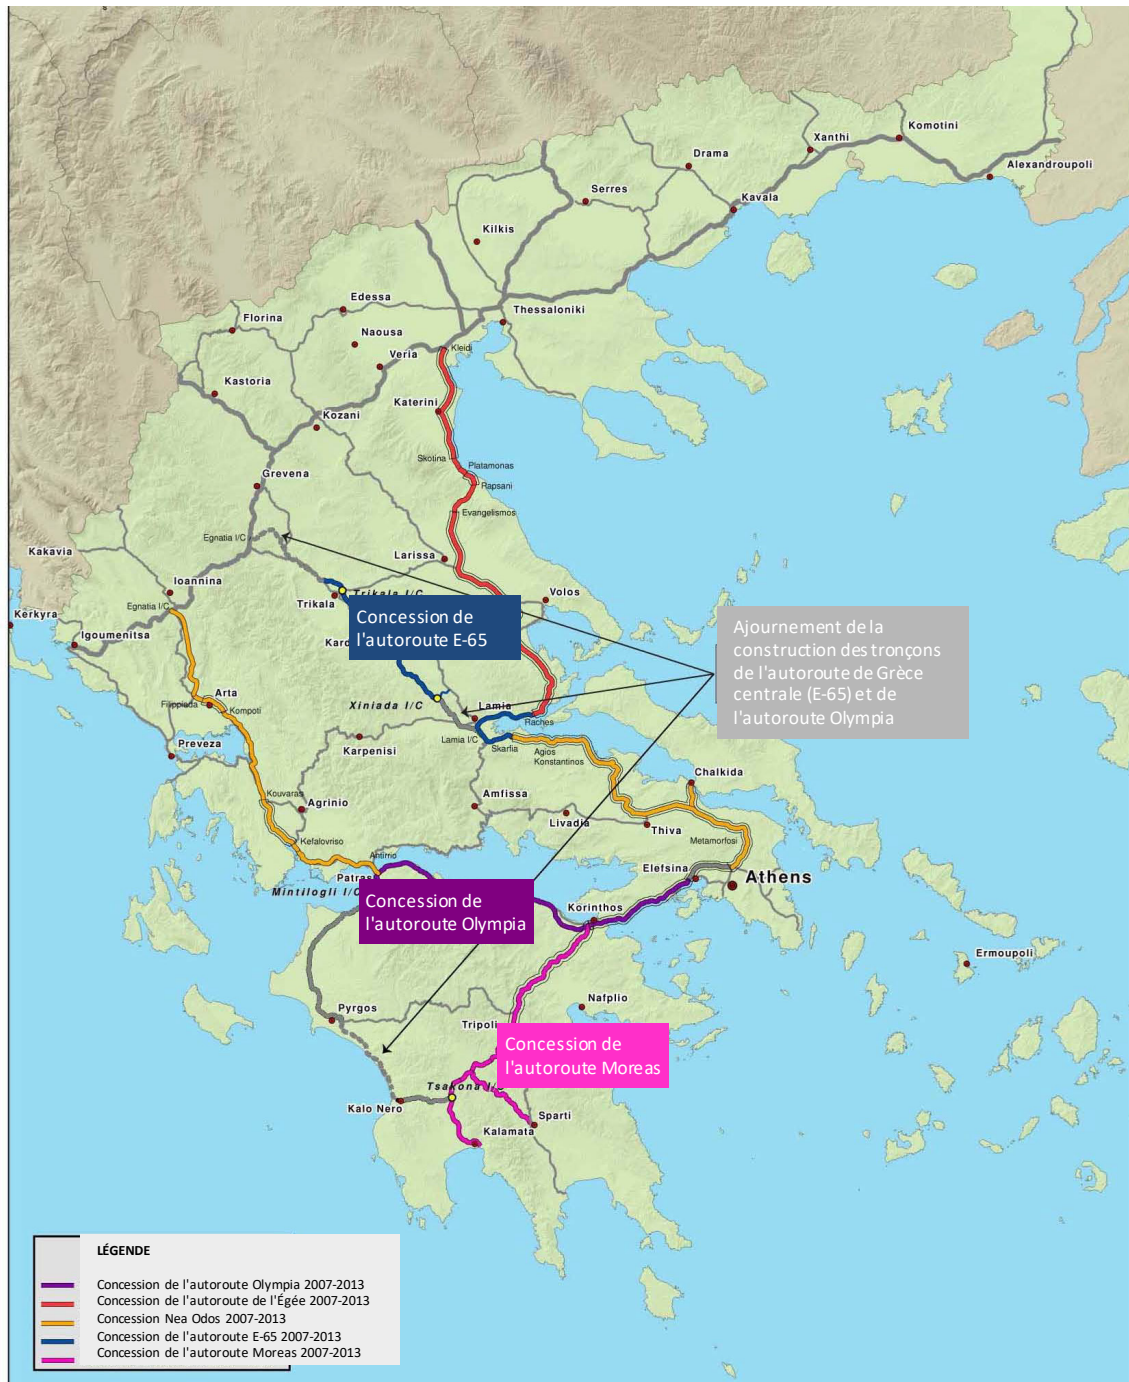 Komotini
Xanthi
Drama
Alexandroupoli
Serres
Kavala
Kilkis
Edessa
Thessaloniki
Florina
Naousa
Kleidi
Veria
Kastoria
Katerini
Kozani
Skotina
Platamonas
Grevena
Rapsani
Evangelismos
Egnatia I/C
Kakavia
Larissa
Ioannina
Trikala I/C
Volos
Trikala
Egnatia I/C
Kerkyra
Concession de
l'autoroute E-65
Ajournement de la
construction des tronçons
de l'autoroute de Grèce
centrale (E-65) et de
l'autoroute Olympia
Igoumenitsa
Kard
Arta
Filippiada
Kompoti
Xiniada I/C
Lamia
Raches
Preveza
Karpenisi
Lamia I/C
Skarfia
Agios
Konstantinos
Chalkida
Kouvaras
Agrinio
Amfissa
Livadia
Thiva
Kefalovriso
Metamorfosi
Antirrio
Elefsina
Patras
Athens
Mintilogli I/C
Concession de
l'autoroute Olympia
Korinthos
Ermoupoli
Nafplio
Pyrgos
Tripoli
Concession de
l'autoroute Moreas
Tsakona I/C
Kalo Nero
Sparti
Kalamata
LÉGENDE
Concession de l'autoroute Olympia 2007-2013
Concession de l'autoroute de l'Égée 2007-2013
Concession Nea Odos 2007-2013
Concession de l'autoroute E-65 2007-2013
Concession de l'autoroute Moreas 2007-2013